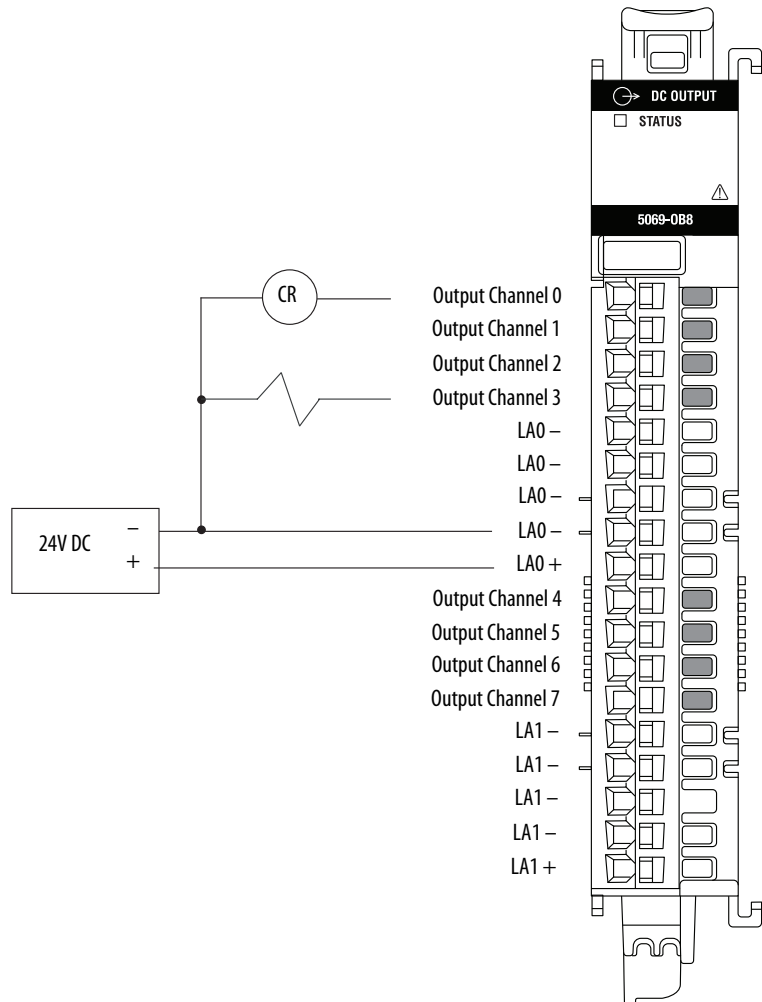 DC OUTPUT
STATUS
5069-OB8
CR
Output Channel 0
Output Channel 1
Output Channel 2
Output Channel 3
LA0 –
LA0 –
LA0 –
24V DC
–
+
LA0 –
LA0 +
Output Channel 4
Output Channel 5
Output Channel 6
Output Channel 7
LA1 –
LA1 –
LA1 –
LA1 –
LA1 +